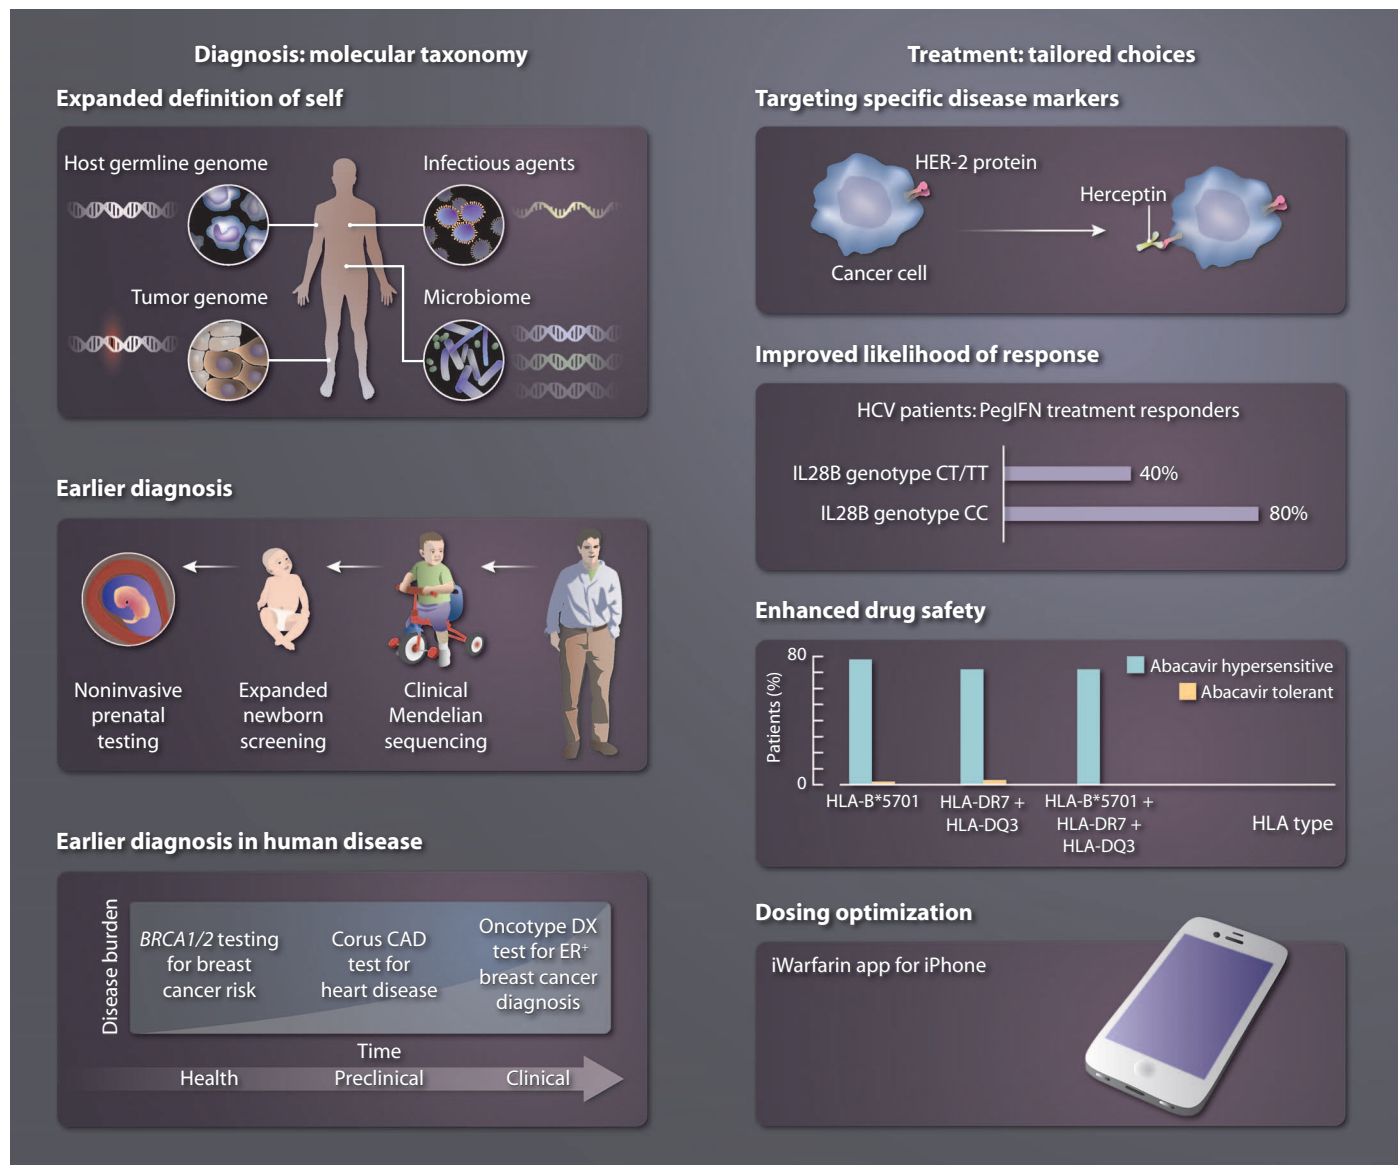 Diagnosis: molecular taxonomy
Expanded definition of self
Host germline genome
Infectious agents
Tumor genome
Microbiome
Earlier diagnosis
Noninvasive
prenatal
testing
Expanded
newborn
screening
Clinical
Mendelian
sequencing
Earlier diagnosis in human disease
Disease burden
BRCA1/2 testing
for breast
cancer risk
Corus CAD
test for
heart disease
Oncotype DX
test for ER⁺
breast cancer
diagnosis
Time
Health
Preclinical
Clinical
Treatment: tailored choices
Targeting specific disease markers
HER-2 protein
Herceptin
Cancer cell
Improved likelihood of response
HCV patients: PegIFN treatment responders
IL28B genotype CT/TT
40%
IL28B genotype CC
80%
Enhanced drug safety
Patients (%)
80
0
Abacavir hypersensitive
Abacavir tolerant
HLA-B*5701
HLA-DR7 +
HLA-DQ3
HLA-B*5701 +
HLA-DR7 +
HLA-DQ3
HLA type
Dosing optimization
iWarfarin app for iPhone